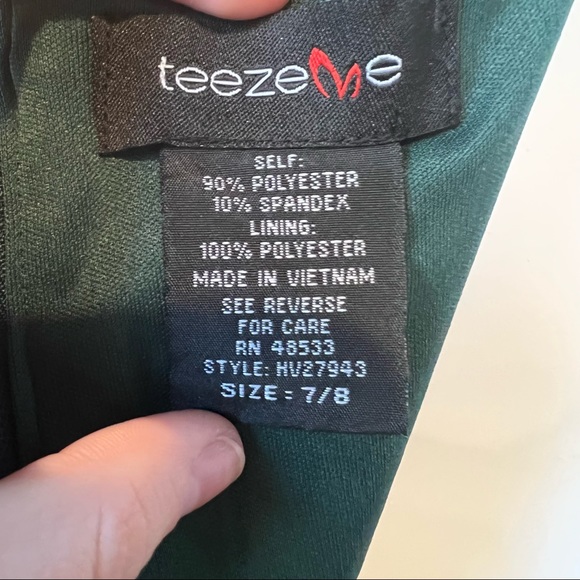 teezeme
SELF:
90% POLYESTER
10% SPANDEX
LINING:
100% POLYESTER
MADE IN VIETNAM
SEE REVERSE
FOR CARE
RN 48533
STYLE: HV27943
SIZE: 7/8